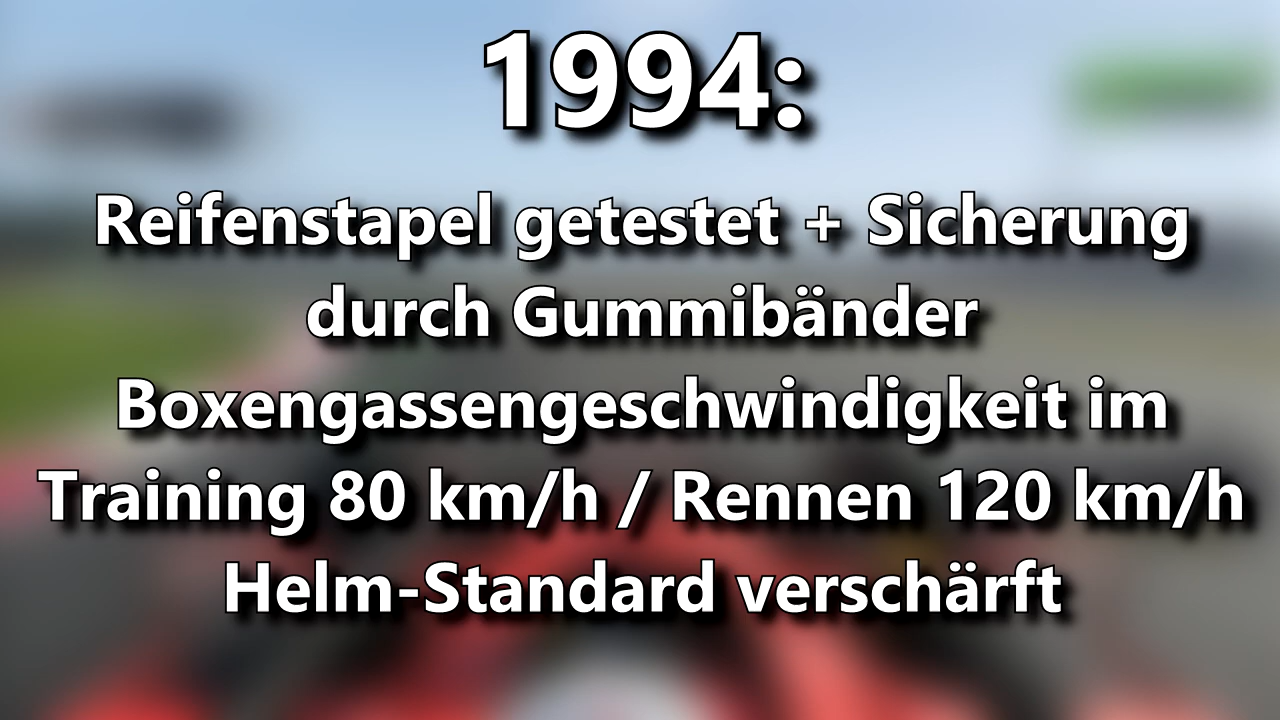 1994:
Reifenstapel getestet + Sicherung
durch Gummibänder
Boxengassengeschwindigkeit im
Training 80 km/h / Rennen 120 km/h
Helm-Standard verschärft